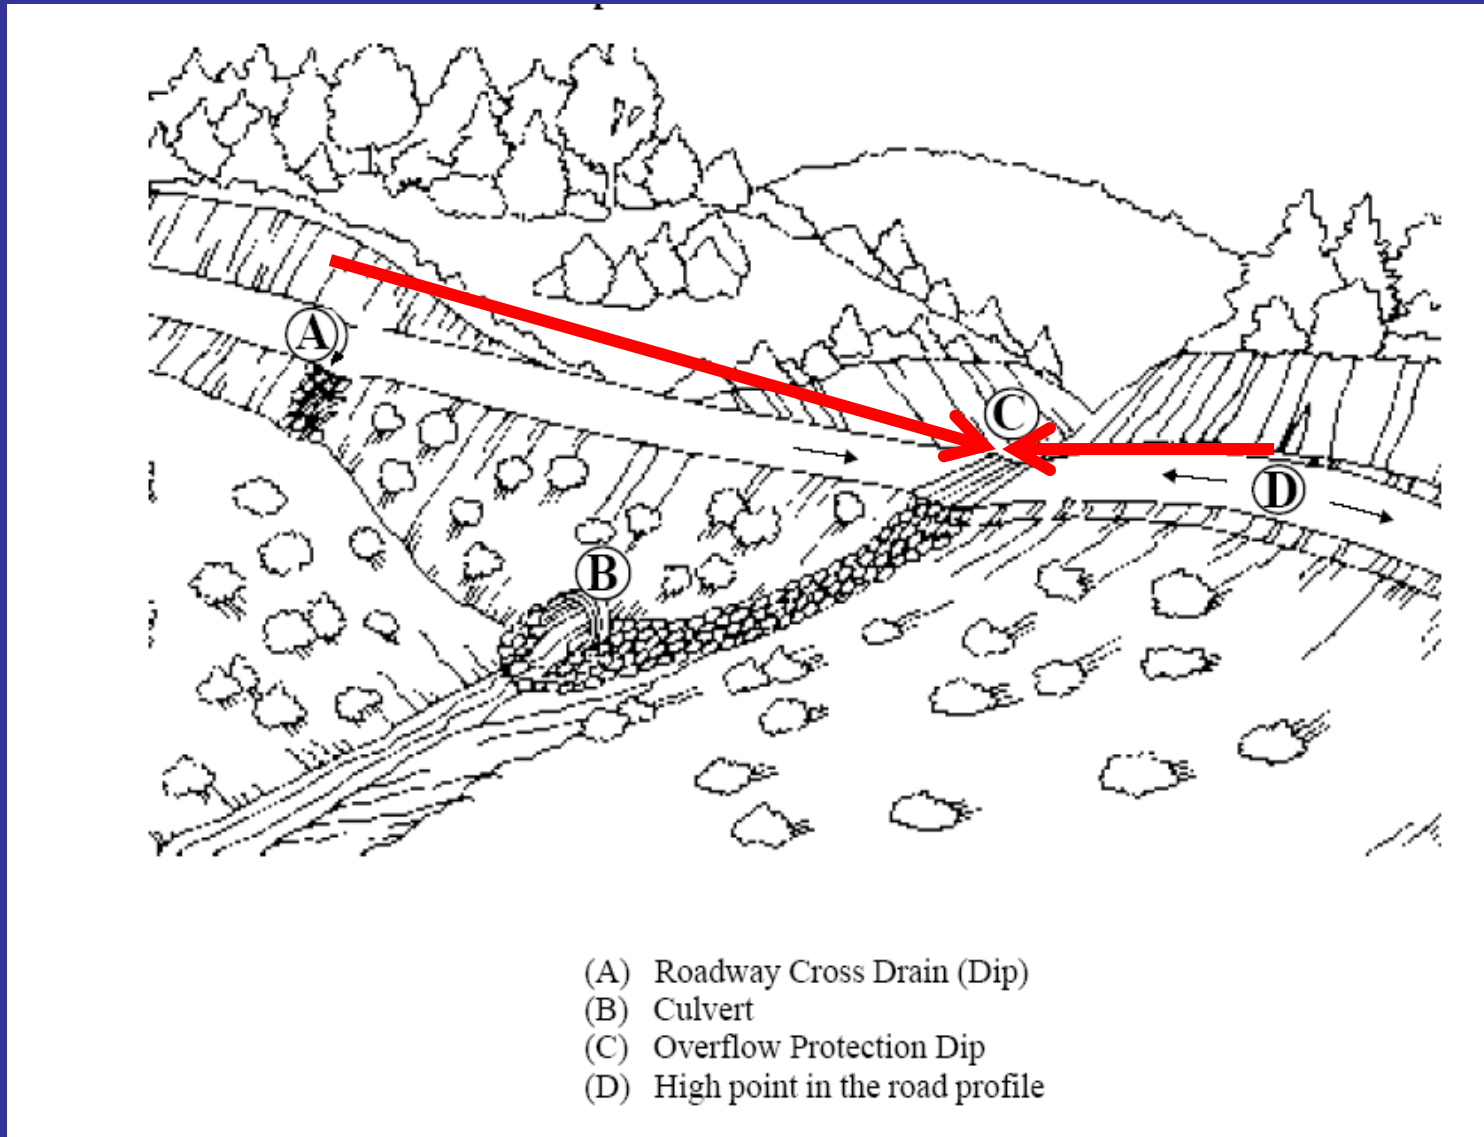 A
C
D
B
(A) Roadway Cross Drain (Dip)
(B) Culvert
(C) Overflow Protection Dip
(D) High point in the road profile